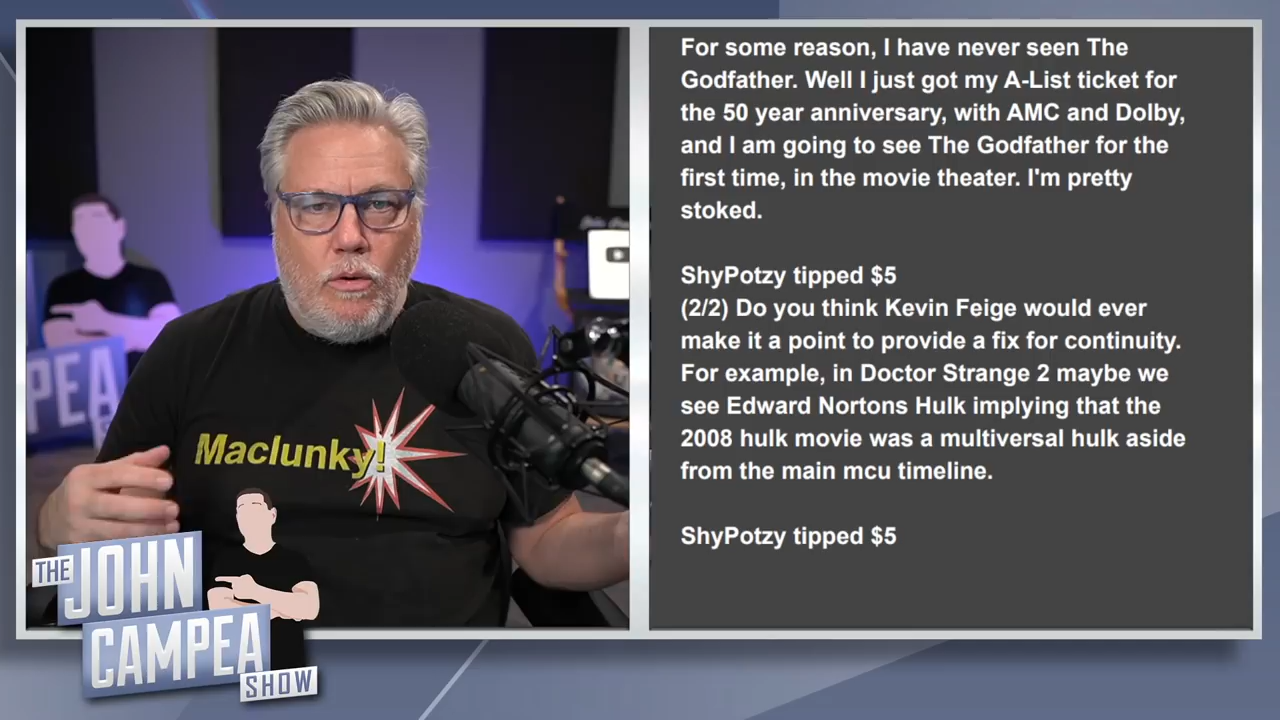 For some reason, I have never seen The
Godfather. Well I just got my A-List ticket for
the 50 year anniversary, with AMC and Dolby,
and I am going to see The Godfather for the
first time, in the movie theater. I'm pretty
stoked.
ShyPotzy tipped $5
(2/2) Do you think Kevin Feige would ever
make it a point to provide a fix for continuity.
For example, in Doctor Strange 2 maybe we
see Edward Nortons Hulk implying that the
2008 hulk movie was a multiversal hulk aside
from the main mcu timeline.
ShyPotzy tipped $5
Maclunky!
PEA
THE
JOHN
CAMPEA
SHOW